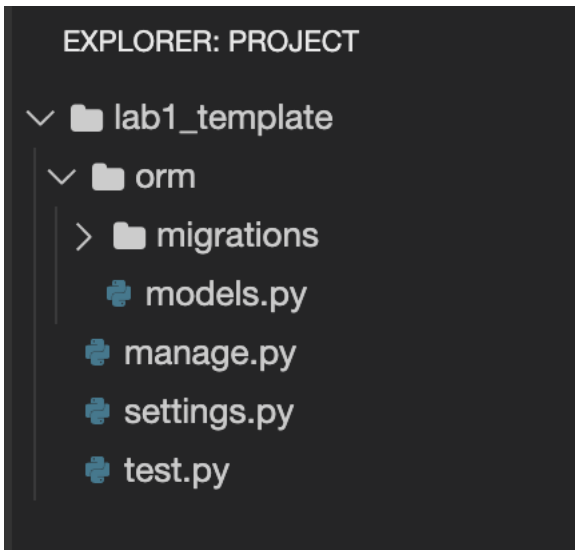 EXPLORER: PROJECT
lab1_template
orm
migrations
models.py
manage.py
settings.py
test.py